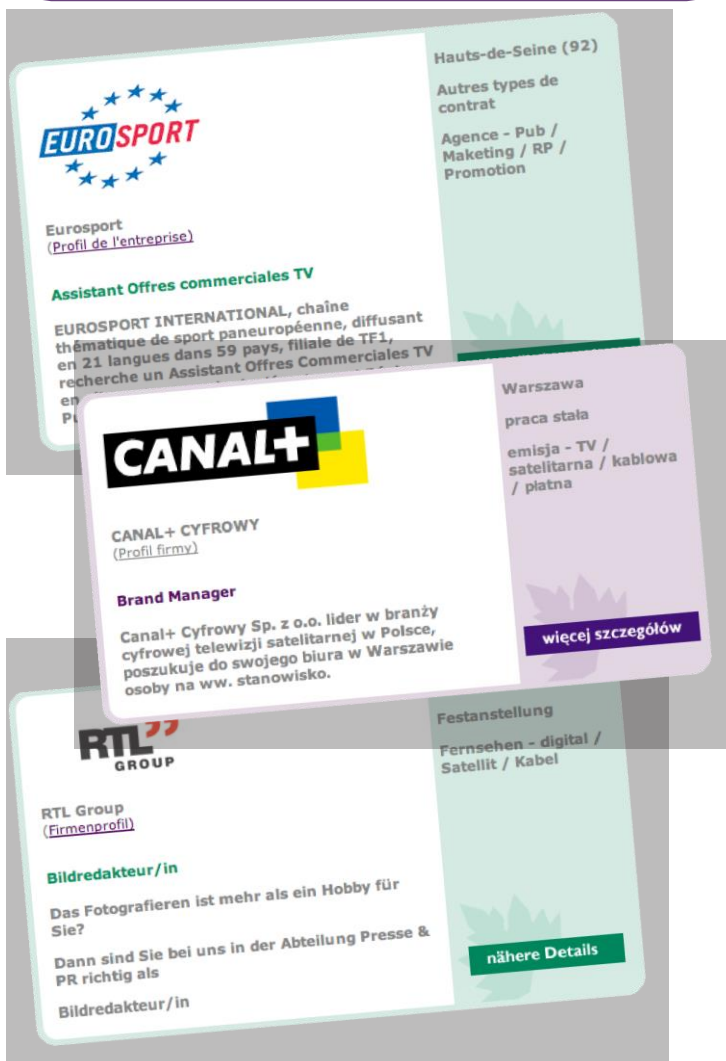 EUROSPORT
Hauts-de-Seine (92)
Autres types de
contrat
Agence - Pub /
Maketing / RP /
Promotion
Eurosport
(Profil de l'entreprise)
Assistant Offres commerciales TV
EUROSPORT INTERNATIONAL, chaîne
thématique de sport paneuropéenne, diffusant
en 21 langues dans 59 pays, filiale de TF1,
recherche un Assistant Offres Commerciales TV
CANAL+
Warszawa
praca stała
emisja - TV /
satelitarna / kablowa
/ płatna
CANAL+ CYFROWY
(Profil firmy)
Brand Manager
Canal+ Cyfrowy Sp. z o.o. lider w branży
cyfrowej telewizji satelitarnej w Polsce,
poszukuje do swojego biura w Warszawie
osoby na ww. stanowisko.
więcej szczegółów
RTL
GROUP
Festanstellung
Fernsehen - digital /
Satellit / Kabel
RTL Group
(Firmenprofil)
Bildredakteur/in
Das Fotografieren ist mehr als ein Hobby für
Sie?
Dann sind Sie bei uns in der Abteilung Presse &
PR richtig als
Bildredakteur/in
nähere Details